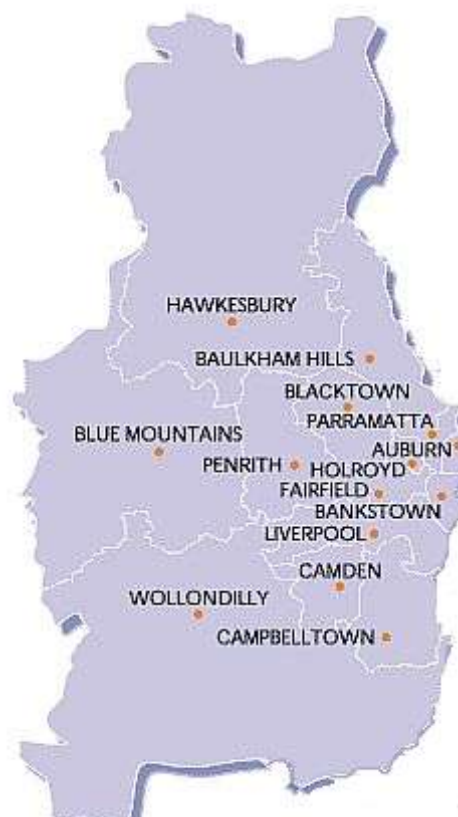 HAWKESBURY
BAULKHAM HILLS
BLACKTOWN
PARRAMATTA
BLUE MOUNTAINS
AUBURN
PENRITH
HOLROYD
FAIRFIELD
BANKSTOWN
LIVERPOOL
CAMDEN
WOLLONDILLY
CAMPBELLTOWN